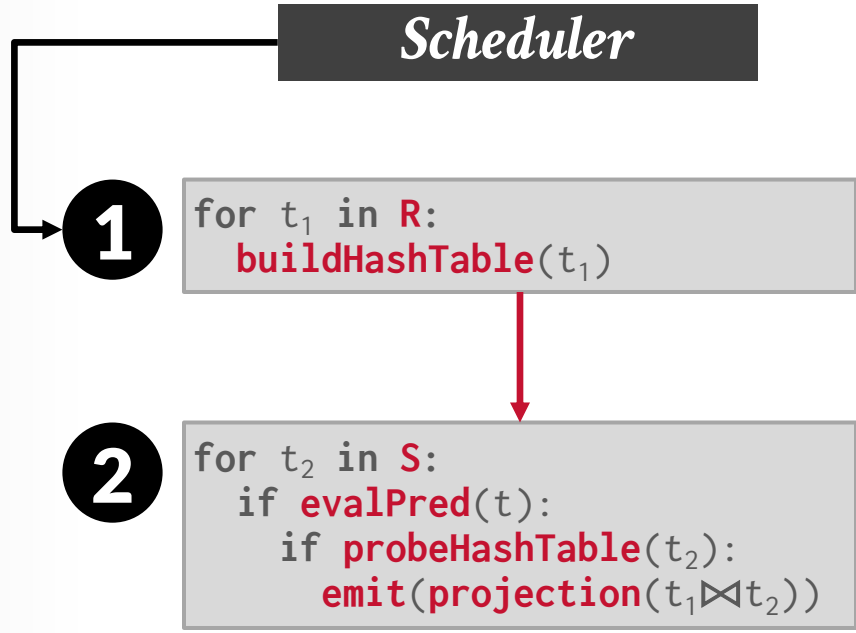 Scheduler
1
for t₁ in R:
buildHashTable(t₁)
2
for t₂ in S:
if evalPred(t):
if probeHashTable(t₂):
emit(projection(t₁⋈t₂))